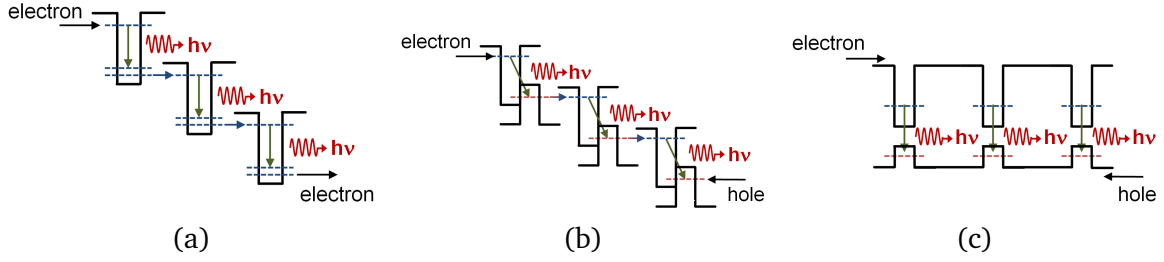 electron
hν
hν
hν
electron
(a)
electron
hν
hν
hν
hole
(b)
electron
hν
hν
hν
hole
(c)